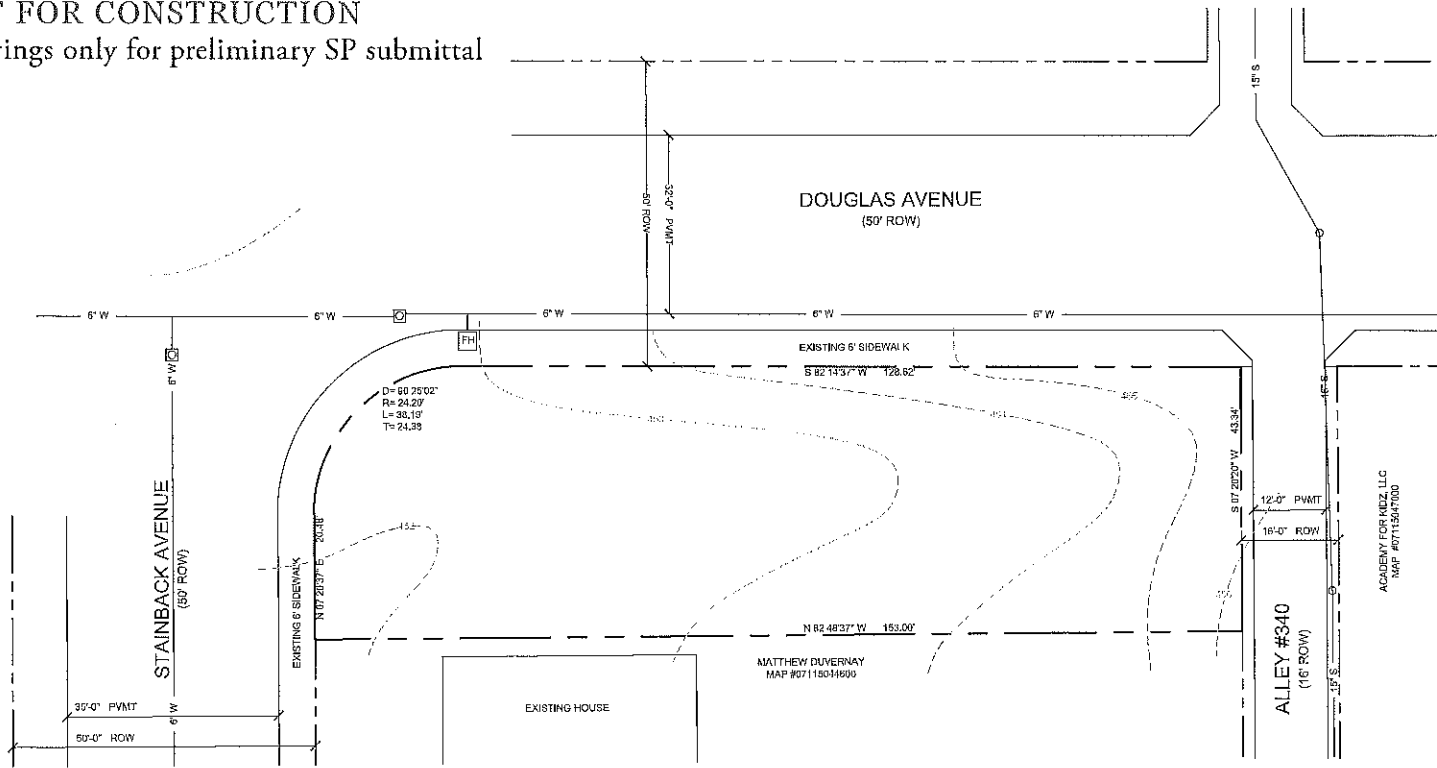 FOR CONSTRUCTION
only for preliminary SP submittal
15" S
50' ROW
32'-0" PVMT
DOUGLAS AVENUE
(50' ROW)
6" W
6" W
6" W
6" W
6" W
6" W
FH
EXISTING 6' SIDEWALK
S 82 14'37" W 128.62'
D= 90 25'02"
R= 24.20'
L= 38.19'
T= 24.38
STAINBACK AVENUE
(50' ROW)
EXISTING 6' SIDEWALK
N 07 20'37" E 20.48'
S 07 20'20" W 43.34'
15" S
12'-0" PVMT
16'-0" ROW
ACADEMY FOR KIDZ, LLC
MAP #07115047000
N 82 48'37" W 153.00'
MATTHEW DUVERNAY
MAP #07115044600
EXISTING HOUSE
ALLEY #340
(16' ROW)
15" S
35'-0" PVMT
6" W
50'-0" ROW